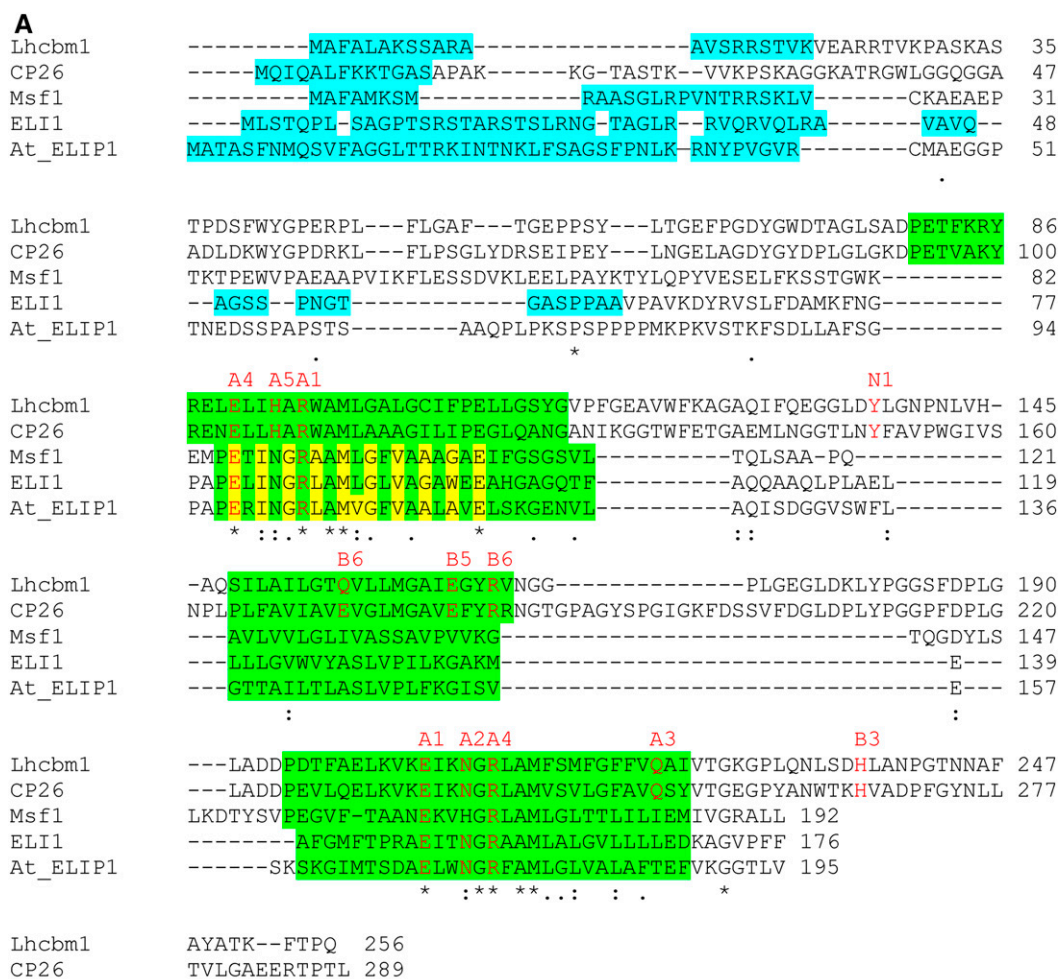 A
Lhcbm1 ---------MAFALAKSSARA----------------AVSRRSTVKVEARRTVKPASKAS 35
CP26 -----MQIQALFKKTGASAPAK------KG-TASTK--VVKPSKAGGKATRGWLGGQGGA 47
Msf1 ---------MAFAMKSM------------RAASGLRPVNTRRSKLV-------CKAEAEP 31
ELI1 ----MLSTQPL-SAGPTSRSTARSTSLRNG-TAGLR--RVQRVQLRA-------VAVQ-- 48
At_ELIP1 MATASFNMQSVFAGGLTTRKINTNKLFSAGSFPNLK-RNYPVGVR--------CMAEGGP 51
.
Lhcbm1 TPDSFWYGPERPL---FLGAF---TGEPPSY---LTGEFPGDYGWDTAGLSADPETFKRY 86
CP26 ADLDKWYGPDRKL---FLPSGLYDRSEIPEY---LNGELAGDYGYDPLGLGKDPETVAKY 100
Msf1 TKTPEWVPAEAAPVIKFLESSDVKLEELPAYKTYLQPYVESELFKSSTGWK--------- 82
ELI1 --AGSS--PNGT-----------GASPPAAVPAVKDYRVSLFDAMKFNG----------- 77
At_ELIP1 TNEDSSPAPSTS--------AAQPLPKSPSPPPPMKPKVSTKFSDLLAFSG--------- 94
. * .
A4 A5 A1 N1
Lhcbm1 RELELIHARWAMLGALGCIFPELLGSYGVPFGEAVWFKAGAQIFQEGGLDYLGNPNLVH- 145
CP26 RENELLHARWAMLAAAGILIPEGLQANGANIKGGTWFETGAEMLNGGTLNYFAVPWGIVS 160
Msf1 EMPETINGRAAMLGFVAAAGAEIFGSGSVL----------TQLSAA-PQ----------- 121
ELI1 PAPELINGRLAMLGLVAGAWEEAHGAGQTF----------AQQAAQLPLAEL-------- 119
At_ELIP1 PAPERINGRLAMVGFVAALAVELSKGENVL----------AQISDGGVSWFL-------- 136
* ::. * **:. . * . . :: :
B6 B5 B6
Lhcbm1 -AQSILAILGTQVLLMGAIEGYRVNGG--------------PLGEGLDKLYPGGSFDPLG 190
CP26 NPLPLFAVIAVEVGLMGAVEFYRRNGTGPAGYSPGIGKFDSSVFDGLDPLYPGGPFDPLG 220
Msf1 ---AVLVVLGLIVASSAVPVVKG------------------------------TQGDYLS 147
ELI1 ---LLLGVWVYASLVPILKGAKM---------------------------------E--- 139
At_ELIP1 ---GTTAILTLASLVPLFKGISV---------------------------------E--- 157
: :
A1 A2 A4 A3 B3
Lhcbm1 ---LADDPDTFAELKVKEIKNGRLAMFSMFGFFVQAIVTGKGPLQNLSDHLANPGTNNAF 247
CP26 ---LADDPEVLQELKVKEIKNGRLAMVSVLGFAVQSYVTGEGPYANWTKHVADPFGYNLL 277
Msf1 LKDTYSVPEGVF-TAANEKVHGRLAMLGLTTLILIEMIVGRALL 192
ELI1 --------AFGMFTPRAEITNGRAAMLALGVLLLLEDKAGVPFF 176
At_ELIP1 ------SKSKGIMTSDAELWNGRFAMLGLVALAFTEFVKGGTLV 195
* :** **..: : . *
Lhcbm1 AYATK--FTPQ 256
CP26 TVLGAEERTPTL 289